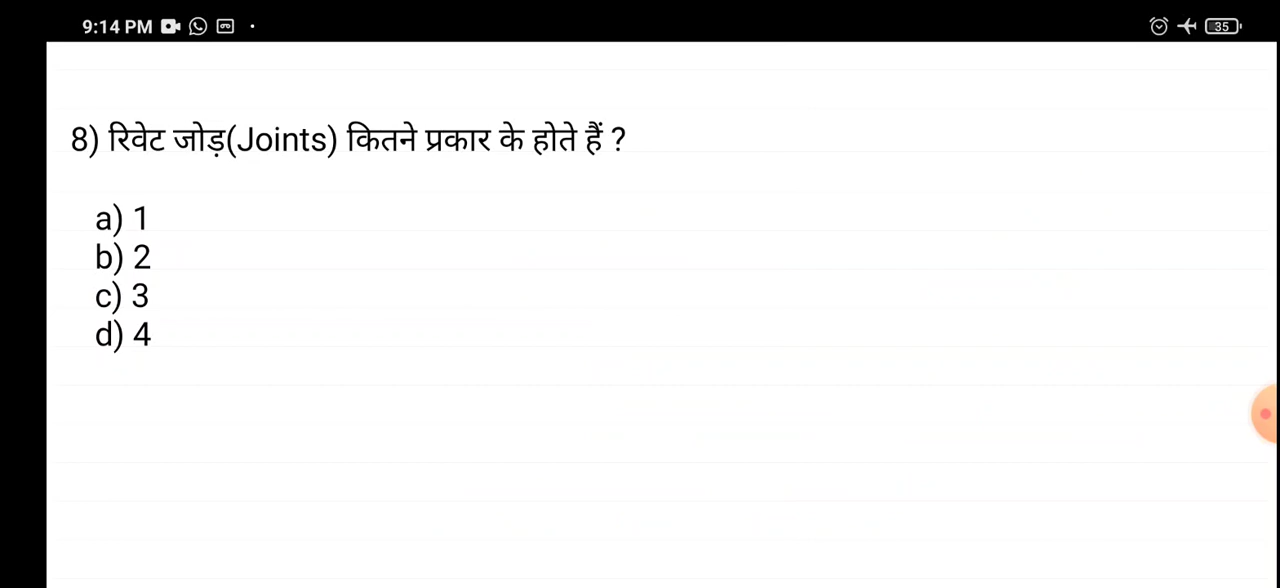 9:14 PM
35
8) रिवेट जोड़(Joints) कितने प्रकार के होते हैं ?
a) 1
b) 2
c) 3
d) 4